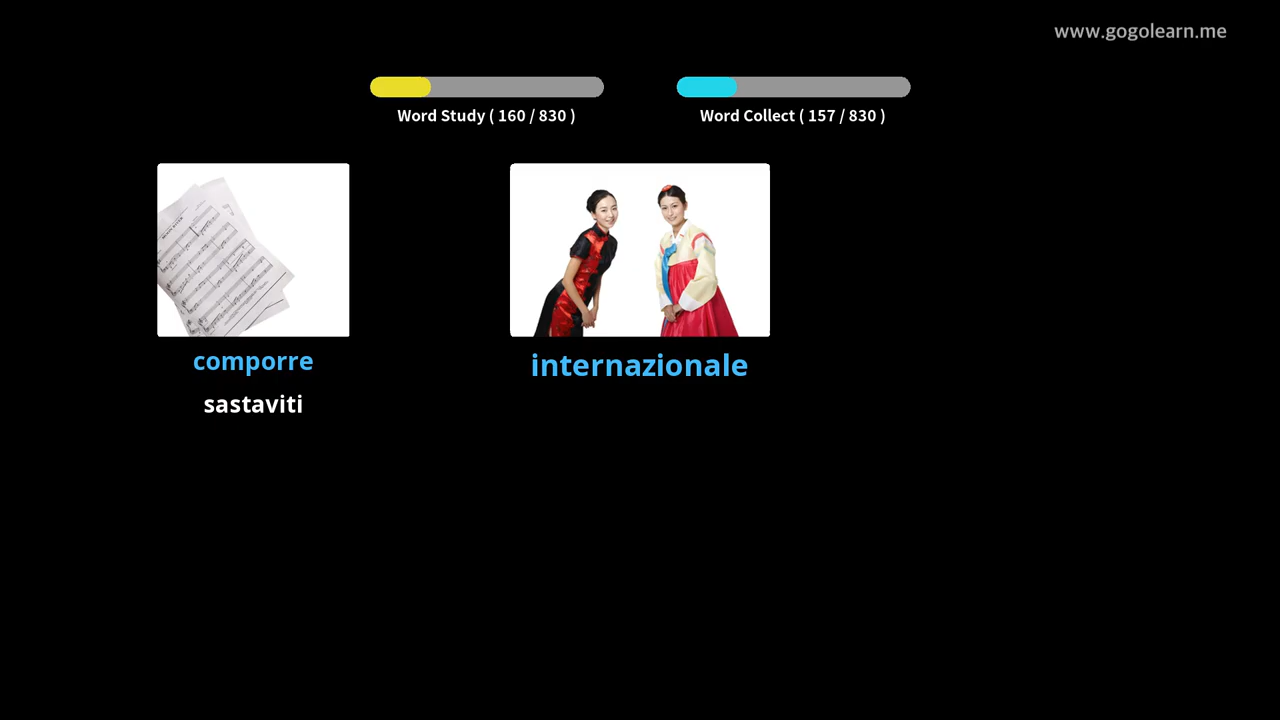 www.gogolearn.me
Word Study ( 160 / 830 )
Word Collect ( 157 / 830 )
comporre
sastaviti
internazionale